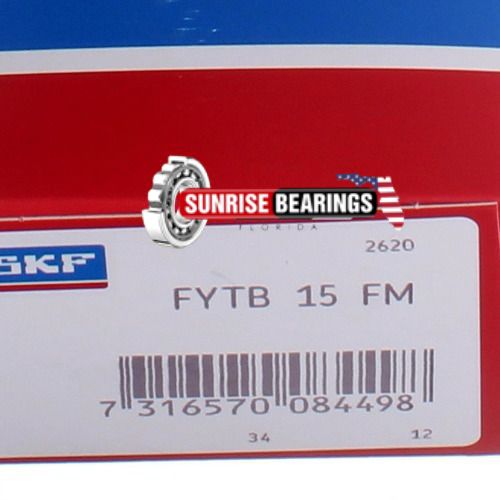 SUNRISE BEARINGS
FLORIDA
2620
SKF
FYTB 15 FM
7 316570 084498
34 12